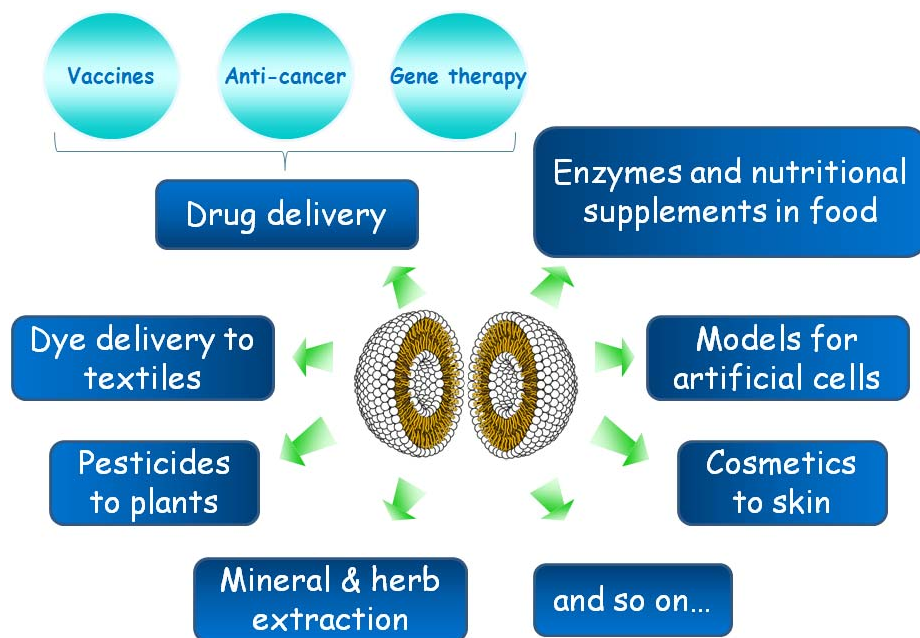 Vaccines
Anti-cancer
Gene therapy
Drug delivery
Enzymes and nutritional
supplements in food
Dye delivery to
textiles
Models for
artificial cells
Pesticides
to plants
Cosmetics
to skin
Mineral & herb
extraction
and so on...